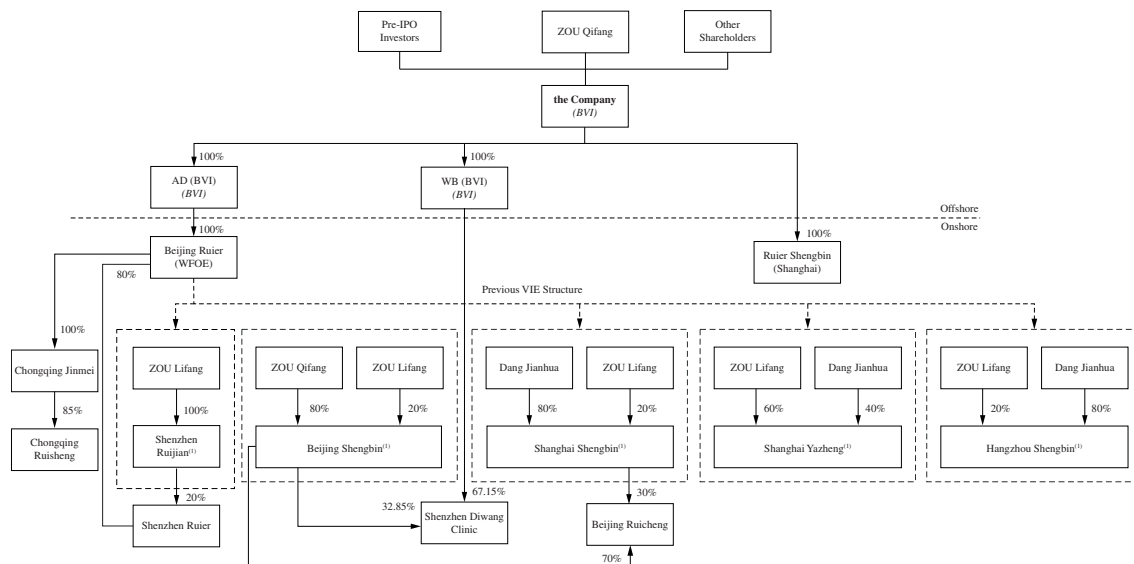 Pre-IPO
Investors
ZOU Qifang
Other
Shareholders
the Company
(BVI)
100%
100%
AD (BVI)
(BVI)
WB (BVI)
(BVI)
Offshore
Onshore
100%
100%
Beijing Ruier
(WFOE)
Ruier Shengbin
(Shanghai)
80%
Previous VIE Structure
100%
Chongqing Jinmei
ZOU Lifang
ZOU Qifang
ZOU Lifang
Dang Jianhua
ZOU Lifang
ZOU Lifang
Dang Jianhua
ZOU Lifang
Dang Jianhua
85%
100%
80%
20%
80%
20%
60%
40%
20%
80%
Chongqing
Ruisheng
Shenzhen
Ruijian(1)
Beijing Shengbin(1)
Shanghai Shengbin(1)
Shanghai Yazheng(1)
Hangzhou Shengbin(1)
20%
67.15%
30%
32.85%
Shenzhen Ruier
Shenzhen Diwang
Clinic
Beijing Ruicheng
70%